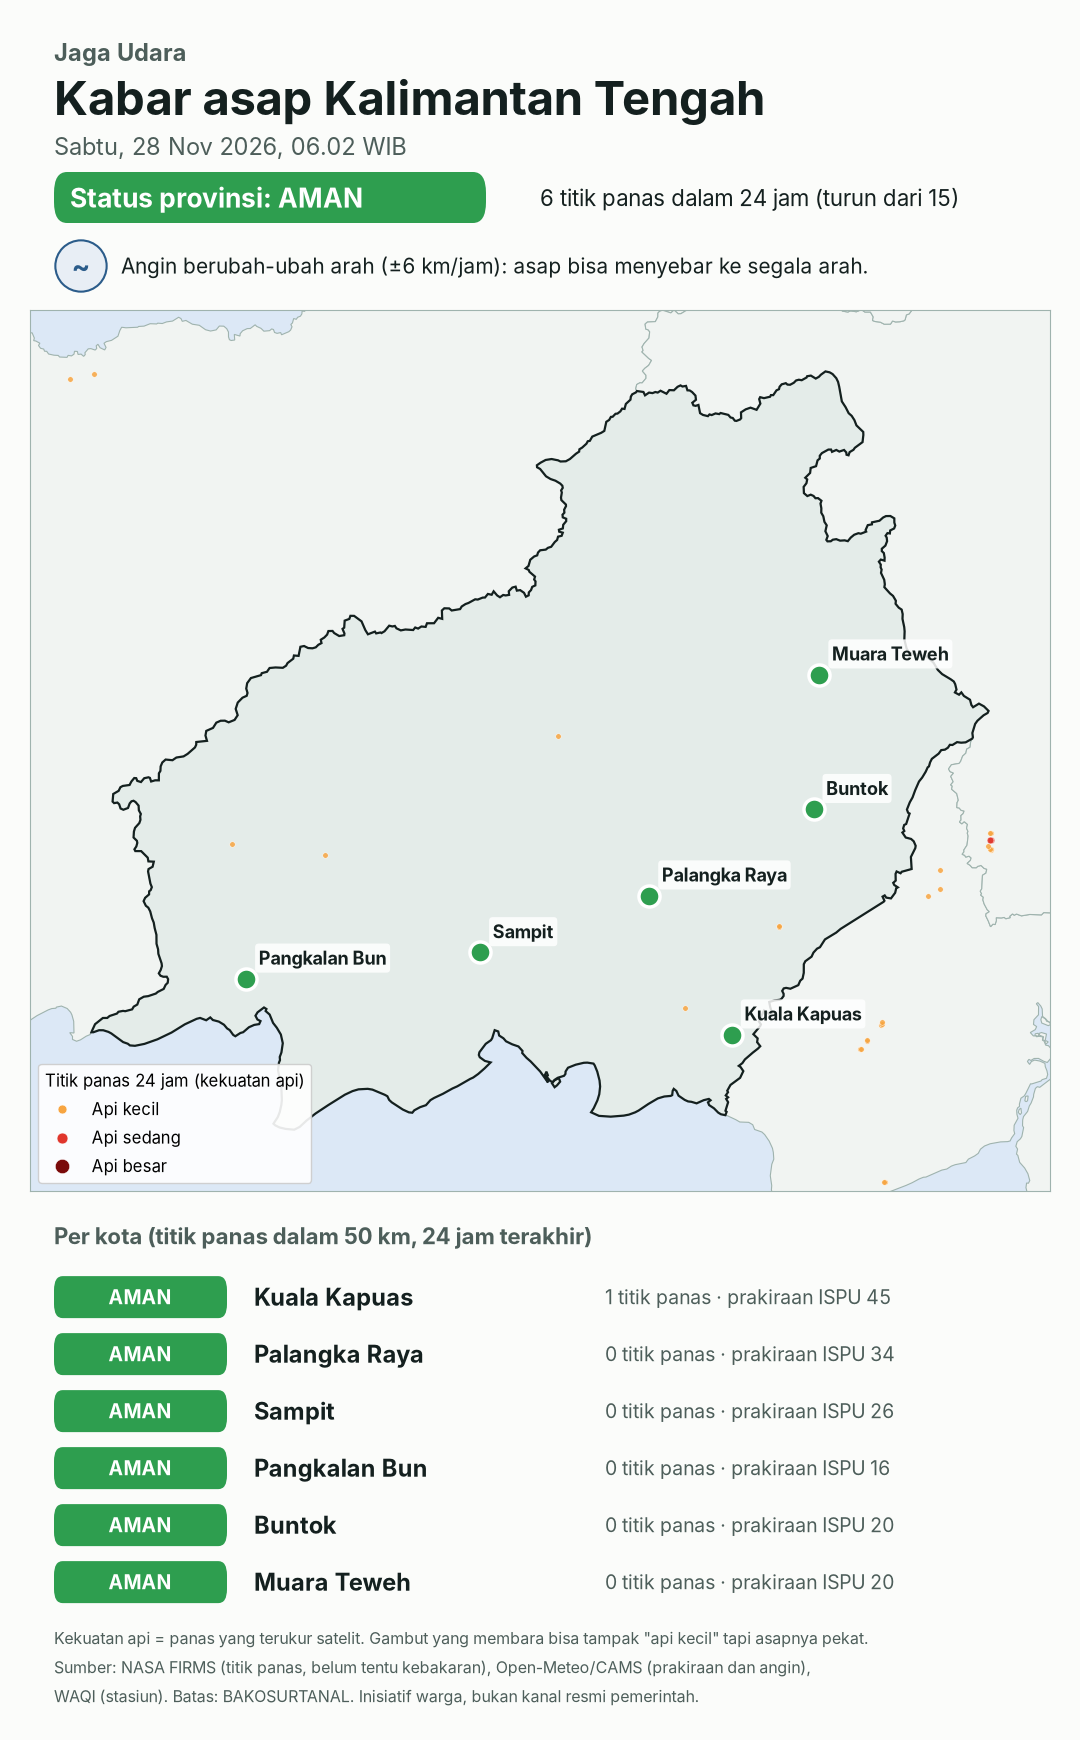 Jaga Udara
Kabar asap Kalimantan Tengah
Sabtu, 28 Nov 2026, 06.02 WIB
Status provinsi: AMAN
6 titik panas dalam 24 jam (turun dari 15)
~
Angin berubah-ubah arah (±6 km/jam): asap bisa menyebar ke segala arah.
Muara Teweh
Buntok
Palangka Raya
Sampit
Pangkalan Bun
Kuala Kapuas
Titik panas 24 jam (kekuatan api)
Api kecil
Api sedang
Api besar
Per kota (titik panas dalam 50 km, 24 jam terakhir)
AMAN Kuala Kapuas 1 titik panas · prakiraan ISPU 45
AMAN Palangka Raya 0 titik panas · prakiraan ISPU 34
AMAN Sampit 0 titik panas · prakiraan ISPU 26
AMAN Pangkalan Bun 0 titik panas · prakiraan ISPU 16
AMAN Buntok 0 titik panas · prakiraan ISPU 20
AMAN Muara Teweh 0 titik panas · prakiraan ISPU 20
Kekuatan api = panas yang terukur satelit. Gambut yang membara bisa tampak "api kecil" tapi asapnya pekat.
Sumber: NASA FIRMS (titik panas, belum tentu kebakaran), Open-Meteo/CAMS (prakiraan dan angin),
WAQI (stasiun). Batas: BAKOSURTANAL. Inisiatif warga, bukan kanal resmi pemerintah.